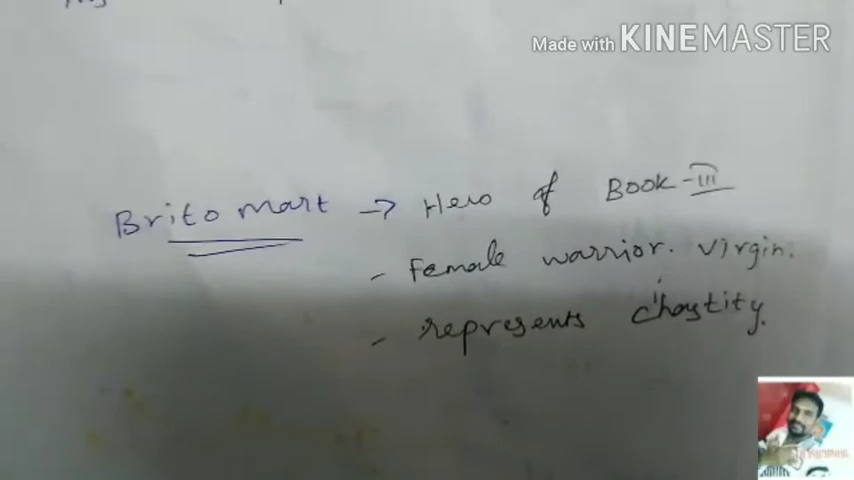 Made with KINEMASTER
Britomart → Hero of Book-III
- Female warrior. virgin.
- represents chastity.